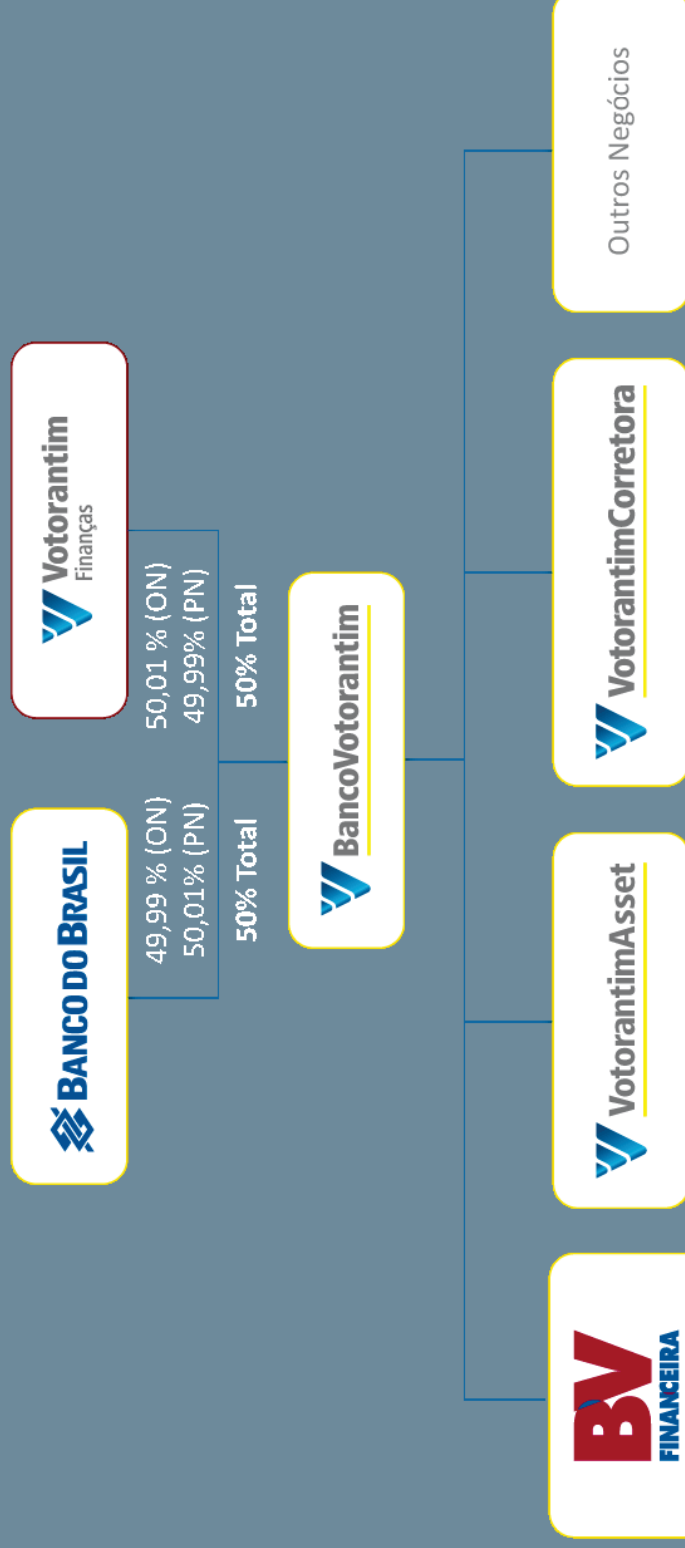 BANCO DO BRASIL
Votorantim
Finanças
49,99 % (ON)
50,01% (PN)
50% Total
50,01 % (ON)
49,99% (PN)
50% Total
BancoVotorantim
BV
FINANCEIRA
VotorantimAsset
VotorantimCorretora
Outros Negócios